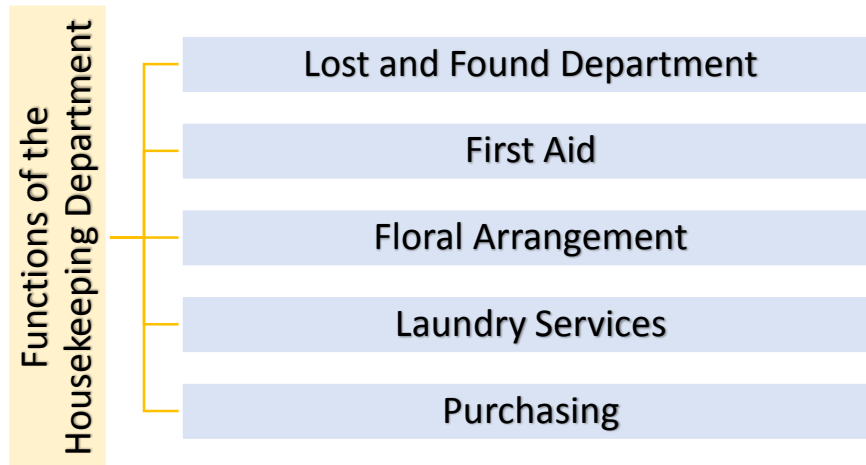 Functions of the
Housekeeping Department
Lost and Found Department
First Aid
Floral Arrangement
Laundry Services
Purchasing